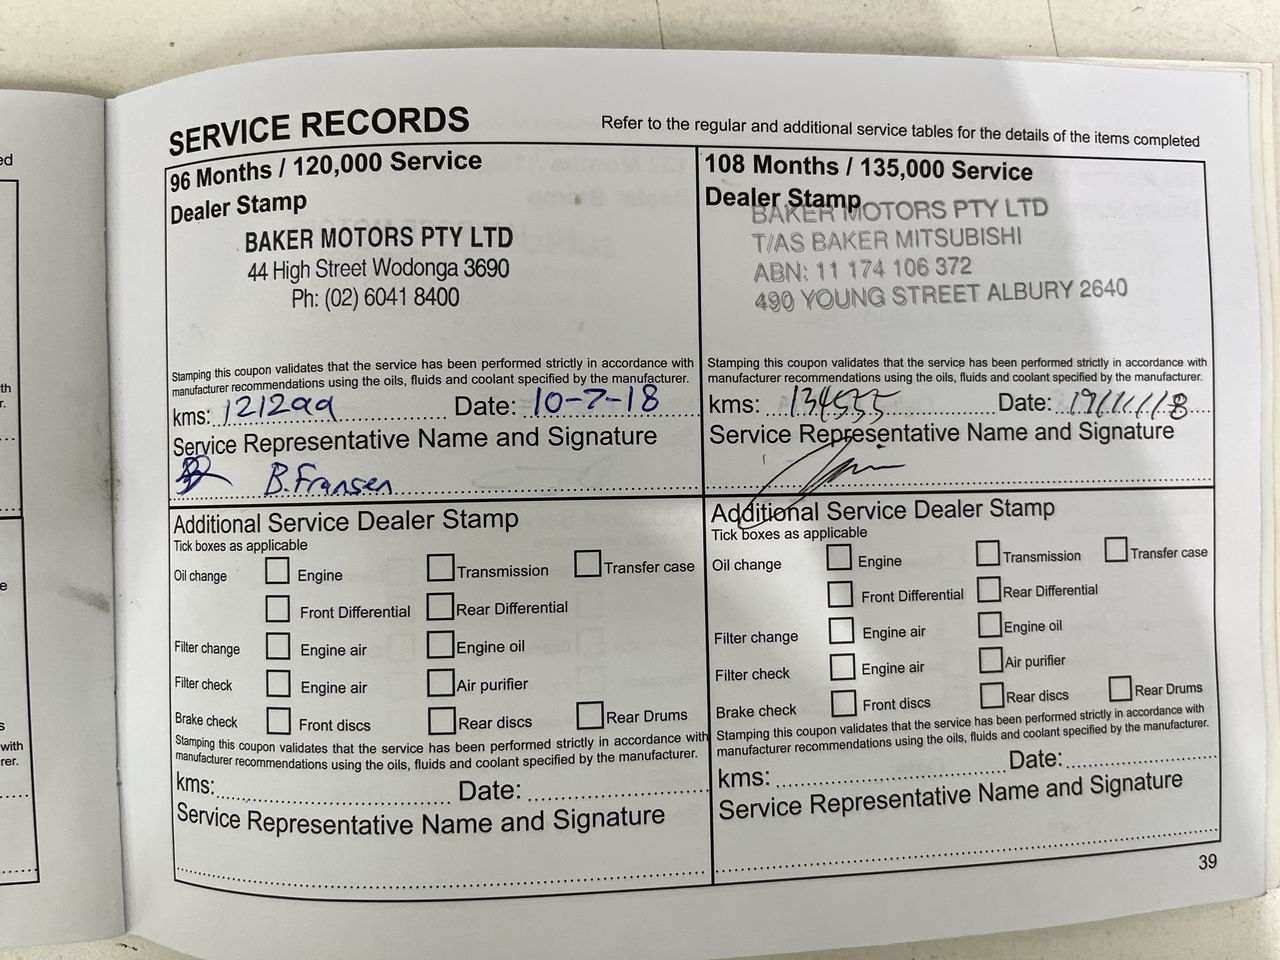 SERVICE RECORDS
Refer to the regular and additional service tables for the details of the items completed
96 Months / 120,000 Service
Dealer Stamp
BAKER MOTORS PTY LTD
44 High Street Wodonga 3690
Ph: (02) 6041 8400
Stamping this coupon validates that the service has been performed strictly in accordance with
manufacturer recommendations using the oils, fluids and coolant specified by the manufacturer.
kms: 121299 Date: 10-7-18
Service Representative Name and Signature
B.Fransen
Additional Service Dealer Stamp
Tick boxes as applicable
Oil change Engine Transmission Transfer case
Front Differential Rear Differential
Filter change Engine air Engine oil
Filter check Engine air Air purifier
Brake check Front discs Rear discs Rear Drums
Stamping this coupon validates that the service has been performed strictly in accordance with
manufacturer recommendations using the oils, fluids and coolant specified by the manufacturer.
kms: Date:
Service Representative Name and Signature
108 Months / 135,000 Service
Dealer Stamp
BAKER MOTORS PTY LTD
T/AS BAKER MITSUBISHI
ABN: 11 174 106 372
490 YOUNG STREET ALBURY 2640
Stamping this coupon validates that the service has been performed strictly in accordance with
manufacturer recommendations using the oils, fluids and coolant specified by the manufacturer.
kms: 134555 Date: 19/11/18
Service Representative Name and Signature
Additional Service Dealer Stamp
Tick boxes as applicable
Oil change Engine Transmission Transfer case
Front Differential Rear Differential
Filter change Engine air Engine oil
Filter check Engine air Air purifier
Brake check Front discs Rear discs Rear Drums
Stamping this coupon validates that the service has been performed strictly in accordance with
manufacturer recommendations using the oils, fluids and coolant specified by the manufacturer.
kms: Date:
Service Representative Name and Signature
39